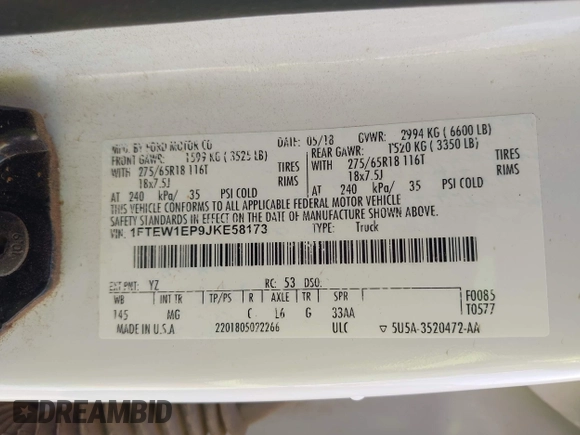 MFG. BY FORD MOTOR CO DATE: 05/18 GVWR: 2994 KG ( 6600 LB)
FRONT GAWR: 1599 KG ( 3525 LB) REAR GAWR: 1520 KG ( 3350 LB)
WITH 275/65R18 116T TIRES WITH 275/65R18 116T TIRES
18x7.5J RIMS 18x7.5J RIMS
AT 240 kPa/ 35 PSI COLD AT 240 kPa/ 35 PSI COLD
THIS VEHICLE CONFORMS TO ALL APPLICABLE FEDERAL MOTOR VEHICLE
SAFETY STANDARDS IN EFFECT ON THE DATE OF MANUFACTURE SHOWN ABOVE.
VIN: 1FTEW1EP9JKE58173 TYPE: Truck
EXT PNT: YZ RC: 53 DSO:
WB INT TR TP/PS R AXLE TR SPR F0085
145 MG C L6 G 33AA T0577
MADE IN U.S.A 2201805022266 ULC ▽ 5U5A-3520472-AA
DREAMBID